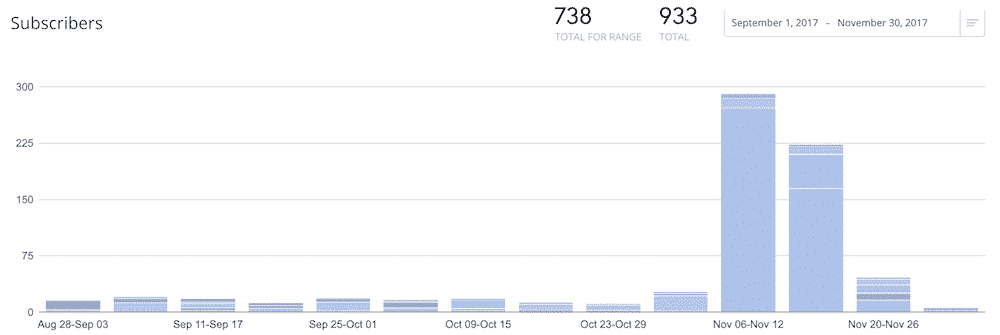 Subscribers
738
TOTAL FOR RANGE
933
TOTAL
September 1, 2017 – November 30, 2017
300
225
150
75
0
Aug 28-Sep 03 Sep 11-Sep 17 Sep 25-Oct 01 Oct 09-Oct 15 Oct 23-Oct 29 Nov 06-Nov 12 Nov 20-Nov 26